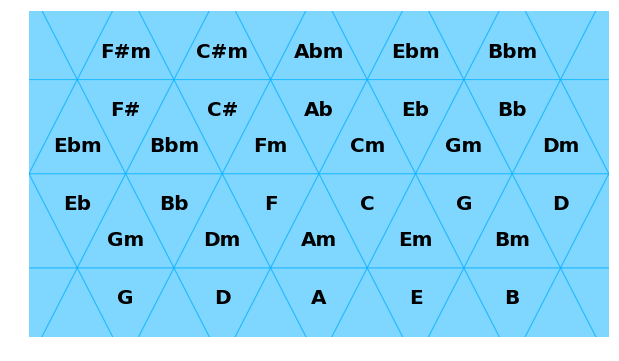 F#m C#m Abm Ebm Bbm
F# C# Ab Eb Bb
Ebm Bbm Fm Cm Gm Dm
Eb Bb F C G D
Gm Dm Am Em Bm
G D A E B